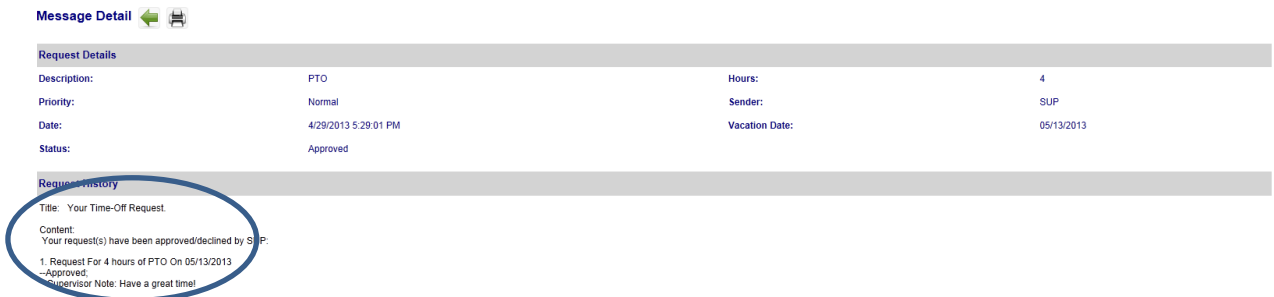 Message Detail
Request Details
Description: PTO Hours: 4
Priority: Normal Sender: SUP
Date: 4/29/2013 5:29:01 PM Vacation Date: 05/13/2013
Status: Approved
Request History
Title: Your Time-Off Request.
Content:
Your request(s) have been approved/declined by SUP:
1. Request For 4 hours of PTO On 05/13/2013
--Approved;
Supervisor Note: Have a great time!